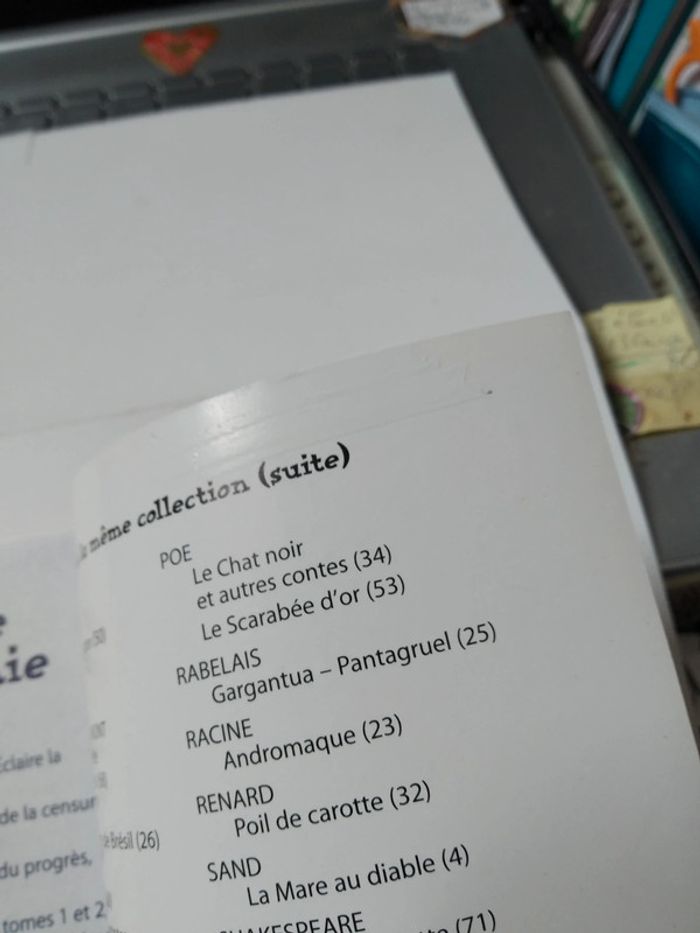 même collection (suite)
POE
Le Chat noir
et autres contes (34)
Le Scarabée d'or (53)
RABELAIS
Gargantua – Pantagruel (25)
RACINE
Andromaque (23)
RENARD
Poil de carotte (32)
SAND
La Mare au diable (4)
SHAKESPEARE
(71)
Brésil (26)
de la
du progrès,
tomes 1 et 2